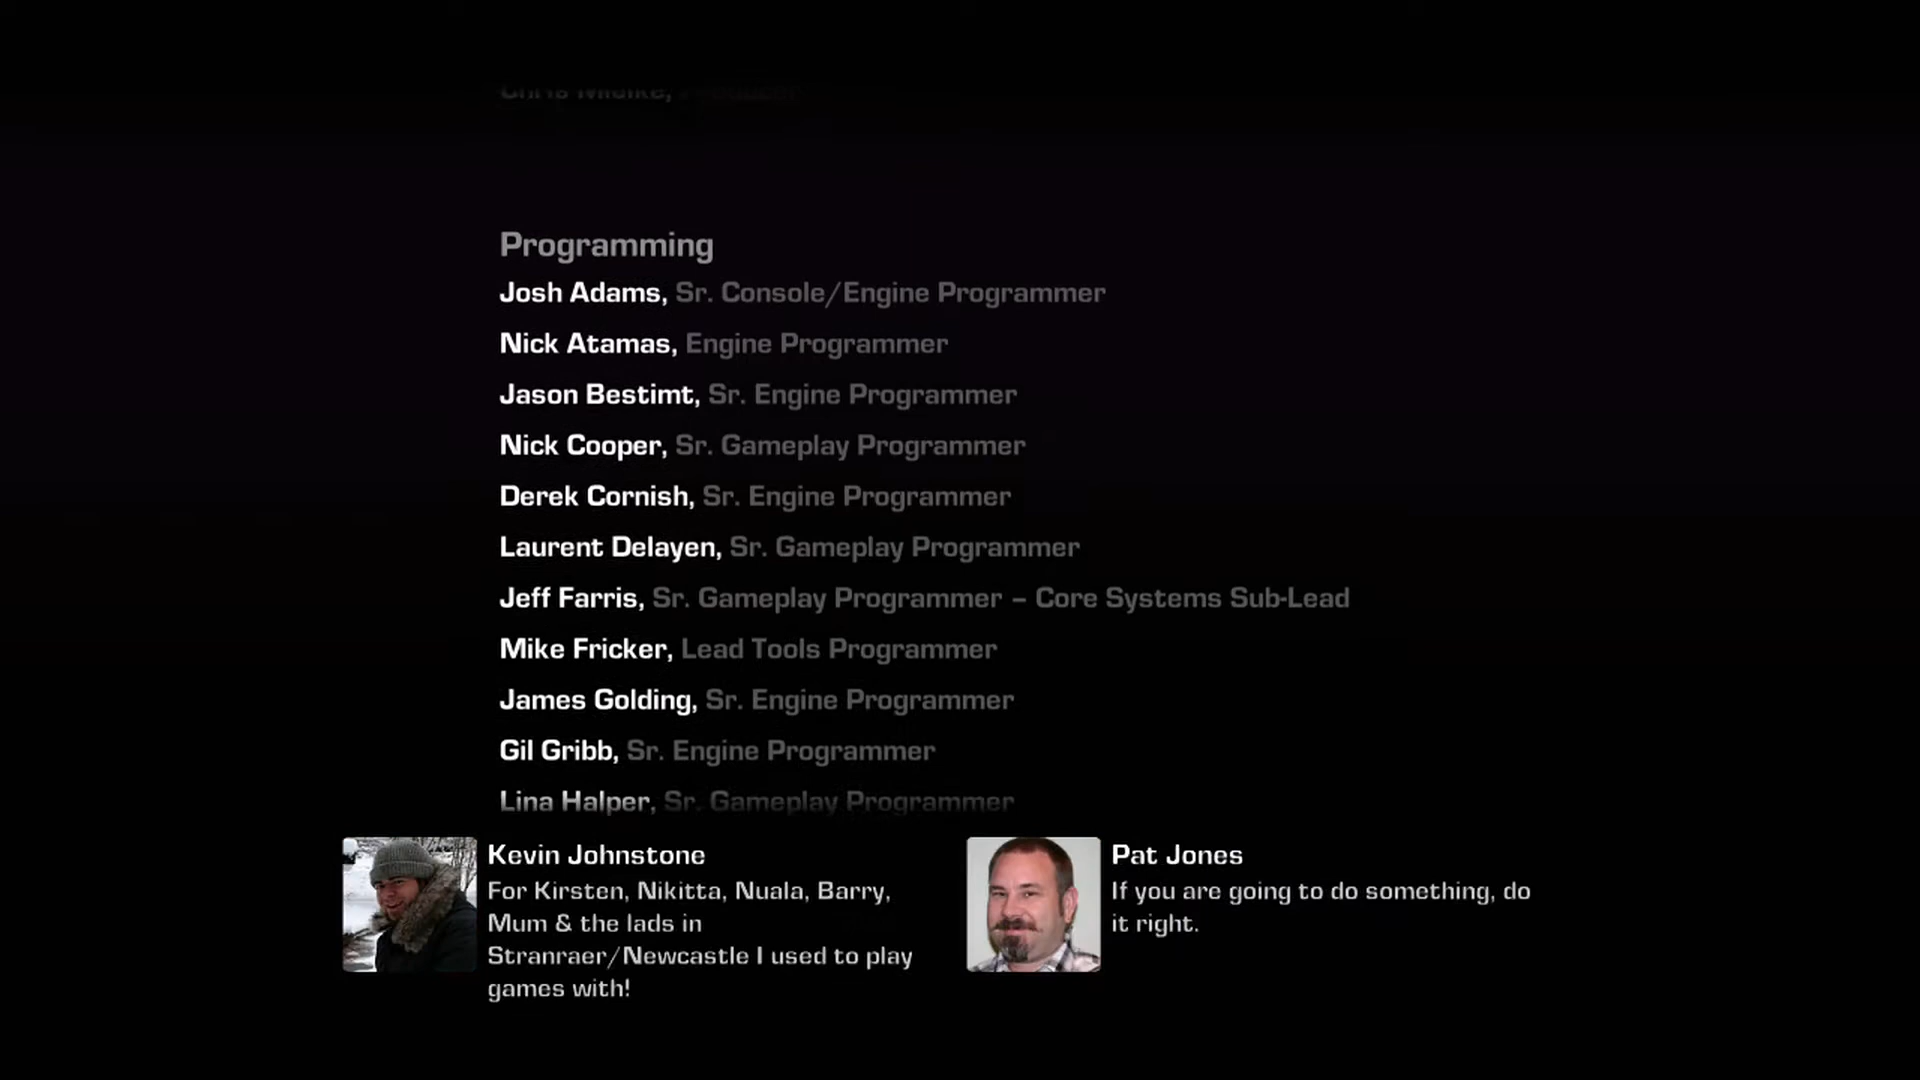 Programming
Josh Adams, Sr. Console/Engine Programmer
Nick Atamas, Engine Programmer
Jason Bestimt, Sr. Engine Programmer
Nick Cooper, Sr. Gameplay Programmer
Derek Cornish, Sr. Engine Programmer
Laurent Delayen, Sr. Gameplay Programmer
Jeff Farris, Sr. Gameplay Programmer – Core Systems Sub-Lead
Mike Fricker, Lead Tools Programmer
James Golding, Sr. Engine Programmer
Gil Gribb, Sr. Engine Programmer
Lina Halper, Sr. Gameplay Programmer
Kevin Johnstone
For Kirsten, Nikitta, Nuala, Barry,
Mum & the lads in
Stranraer/Newcastle I used to play
games with!
Pat Jones
If you are going to do something, do
it right.